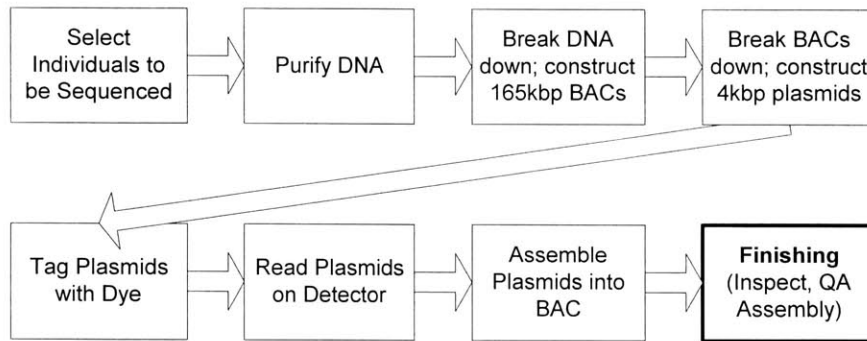 Select
Individuals to
be Sequenced
Purify DNA
Break DNA
down; construct
165kbp BACs
Break BACs
down; construct
4kbp plasmids
Tag Plasmids
with Dye
Read Plasmids
on Detector
Assemble
Plasmids into
BAC
Finishing
(Inspect, QA
Assembly)